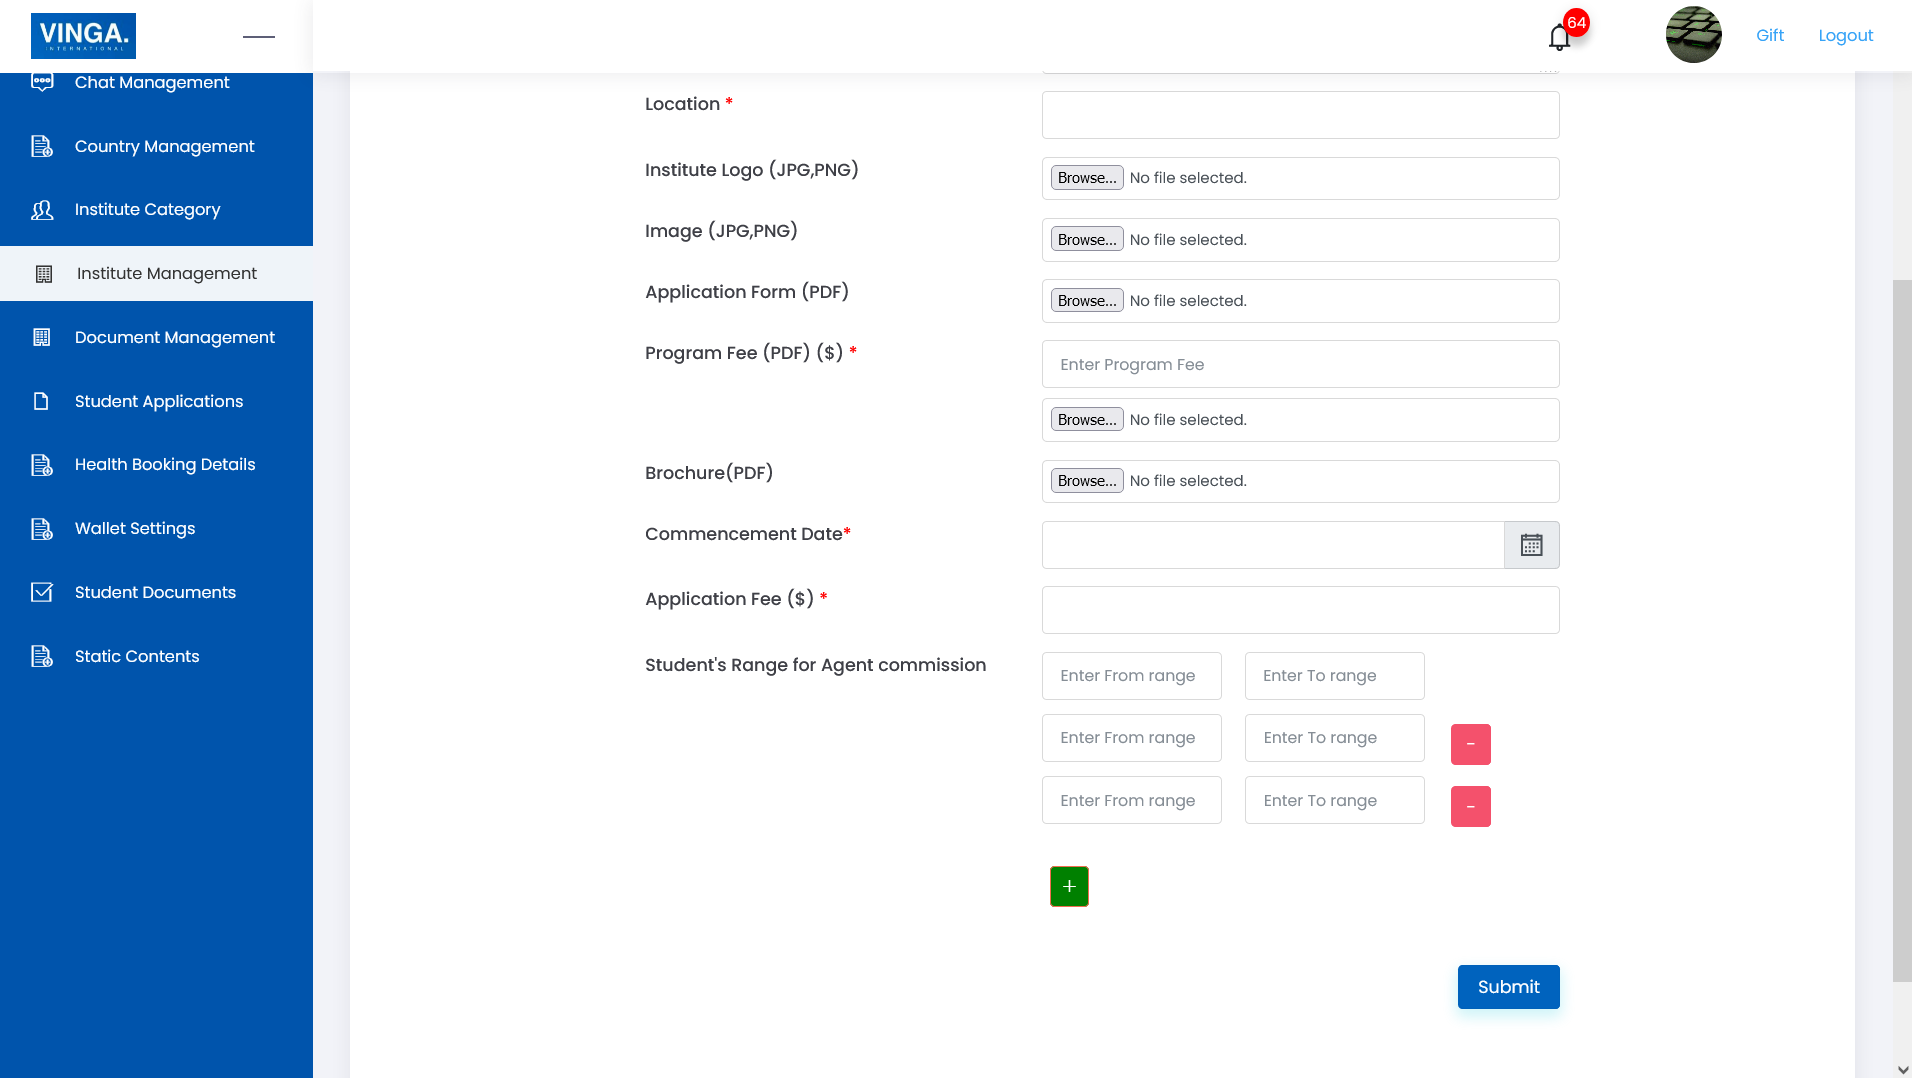 VINGA.
INTERNATIONAL
64
Gift
Logout
Chat Management
Country Management
Institute Category
Institute Management
Document Management
Student Applications
Health Booking Details
Wallet Settings
Student Documents
Static Contents
Location *
Institute Logo (JPG,PNG)
Browse... No file selected.
Image (JPG,PNG)
Browse... No file selected.
Application Form (PDF)
Browse... No file selected.
Program Fee (PDF) ($) *
Enter Program Fee
Browse... No file selected.
Brochure(PDF)
Browse... No file selected.
Commencement Date*
Application Fee ($) *
Student's Range for Agent commission
Enter From range Enter To range
Enter From range Enter To range -
Enter From range Enter To range -
+
Submit